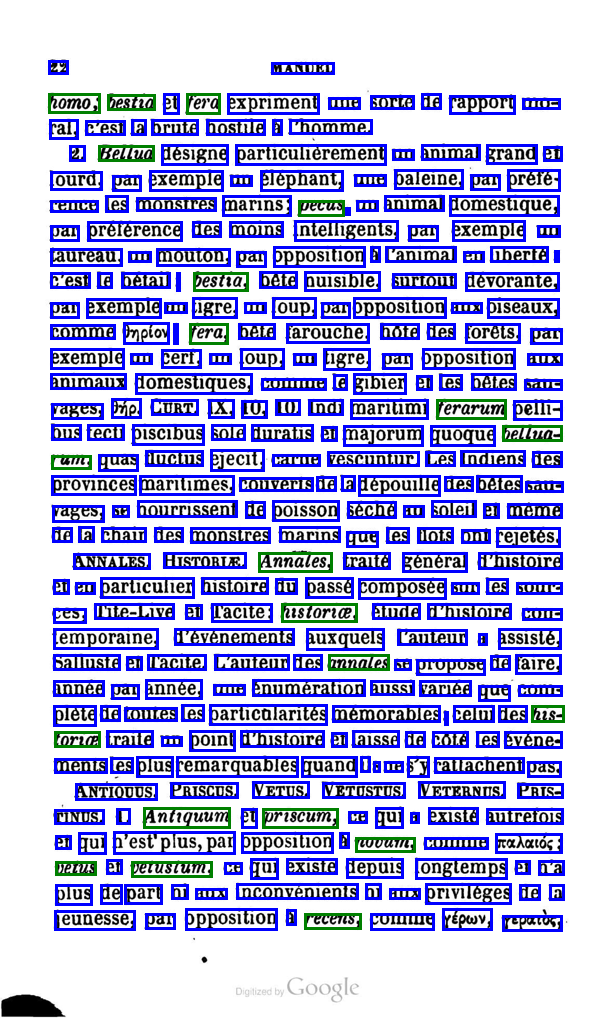 22 MANUEL
homo, bestia et fera expriment une sorte de rapport mo-
ral, c'est la brute hostile à l'homme.
2. Bellua désigne particulièrement un animal grand et
lourd, par exemple un éléphant, une baleine, par préfé-
rence les monstres marins; pecus, un animal domestique,
par préférence des moins intelligents, par exemple un
taureau, un mouton, par opposition à l'animal en liberté;
c'est le bétail; bestia, bête nuisible, surtout dévorante,
par exemple un tigre, un loup, par opposition aux oiseaux,
comme θηρίον; fera, bête farouche, hôte des forêts, par
exemple un cerf, un loup, un tigre, par opposition aux
animaux domestiques, comme le gibier et les bêtes sau-
vages, θήρ. CURT. IX, 10, 10. Indi maritimi ferarum pelli-
bus tecti piscibus sole duratis et majorum quoque bellua-
rum, quas fluctus ejecit, carne vescuntur. Les Indiens des
provinces maritimes, couverts de la dépouille des bêtes sau-
vages, se nourrissent de poisson séché au soleil et même
de la chair des monstres marins que les flots ont rejetés.
ANNALES. HISTORIÆ. Annales, traité général d'histoire
et en particulier histoire du passé composée sur les sour-
ces, Tite-Live et Tacite; historiæ, étude d'histoire con-
temporaine, d'événements auxquels l'auteur a assisté,
Salluste et Tacite. L'auteur des annales se propose de faire,
année par année, une énumération aussi variée que com-
plète de toutes les particularités mémorables; celui des his-
toriæ traite un point d'histoire et laisse de côté les événe-
ments les plus remarquables quand ils ne s'y rattachent pas.
ANTIQUUS. PRISCUS. VETUS. VETUSTUS. VETERNUS. PRIS-
TINUS. 1. Antiquum et priscum, ce qui a existé autrefois
et qui n'est plus, par opposition à novum, comme παλαιός;
vetus et vetustum, ce qui existe depuis longtemps et n'a
plus de part ni aux inconvénients ni aux priviléges de la
jeunesse, par opposition à recens, comme γέρων, γεραιὸς,
Digitized by Google